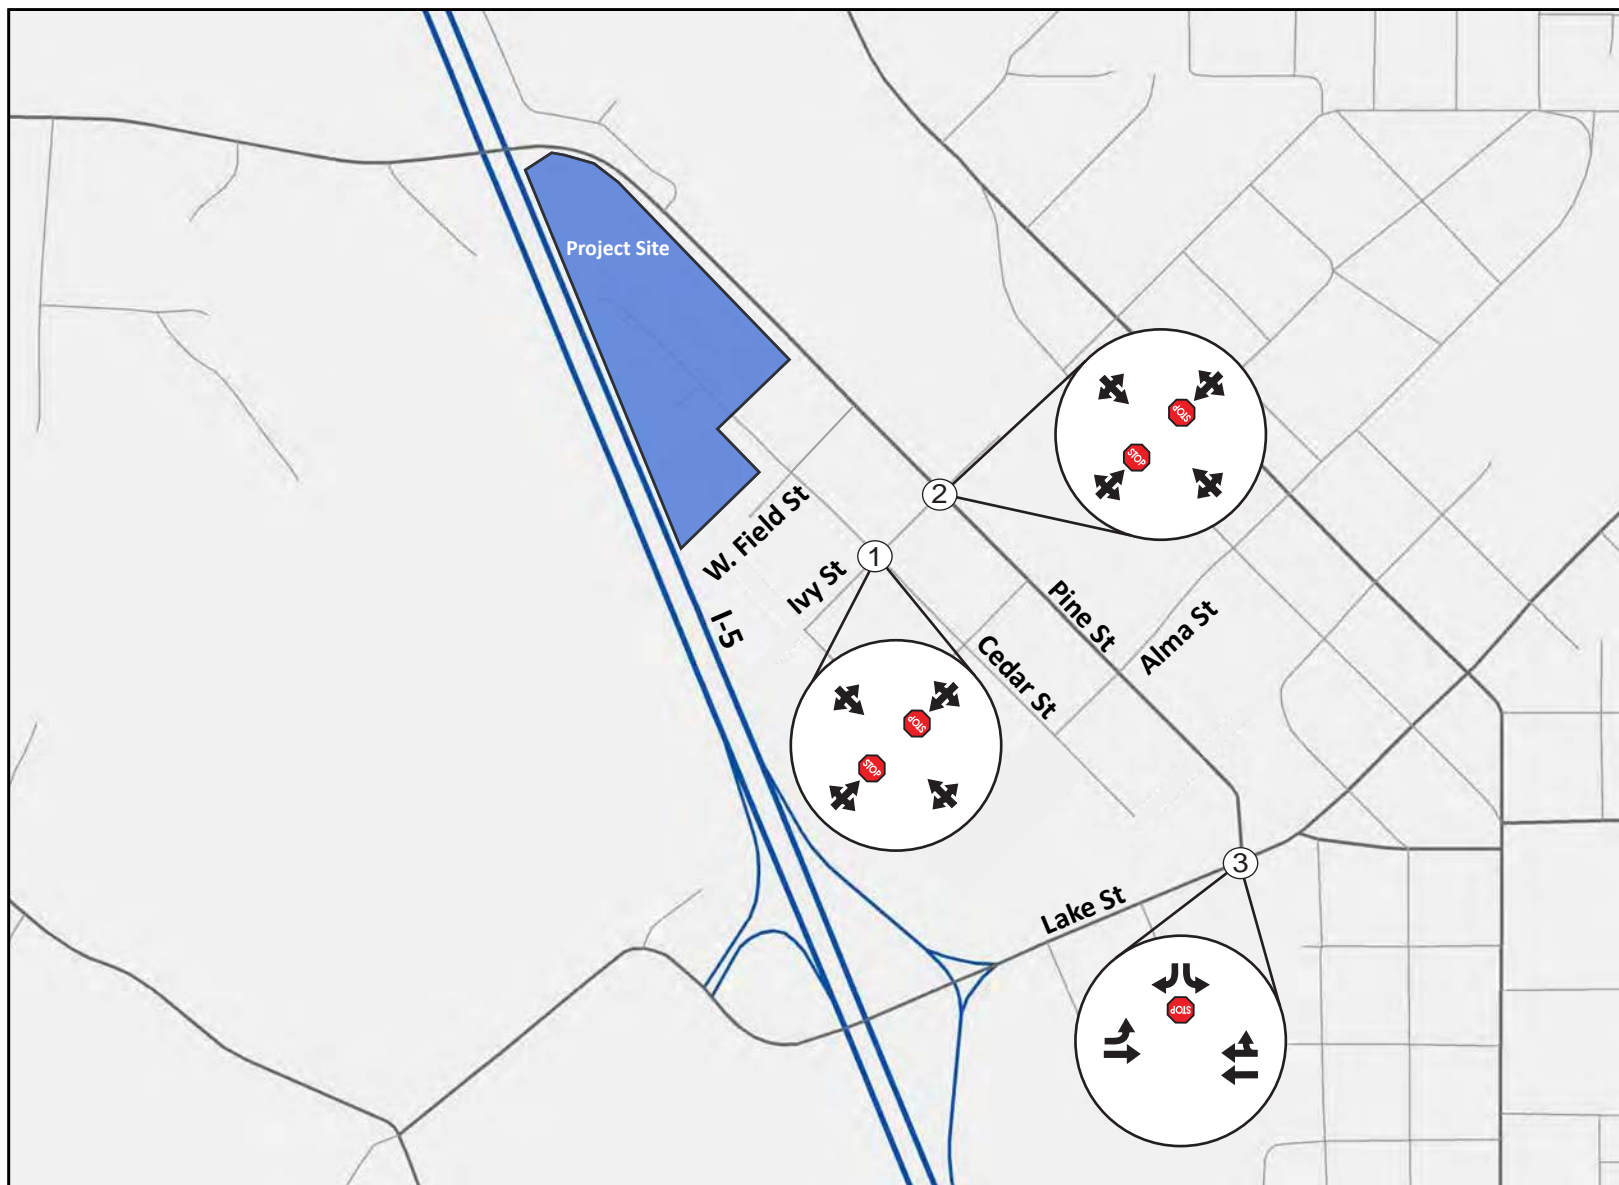 Project Site
STOP
STOP
2
W. Field St
1
Ivy St
Pine St
Alma St
I-5
Cedar St
STOP
STOP
3
Lake St
STOP